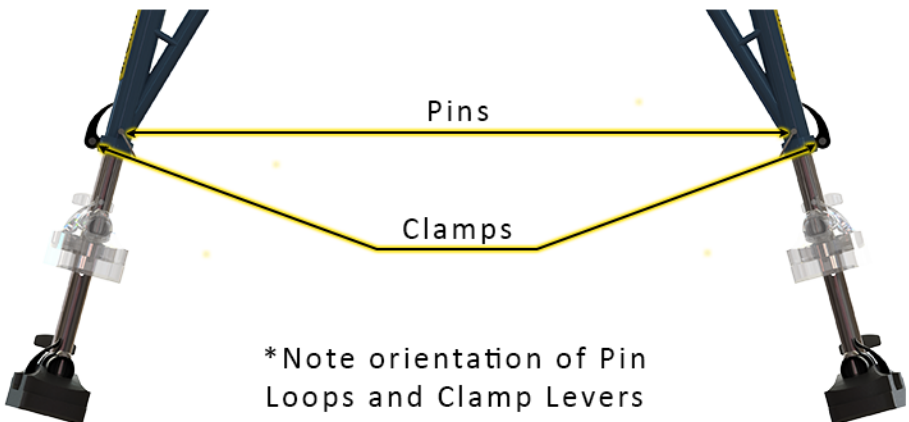 Pins
Clamps
*Note orientation of Pin
Loops and Clamp Levers